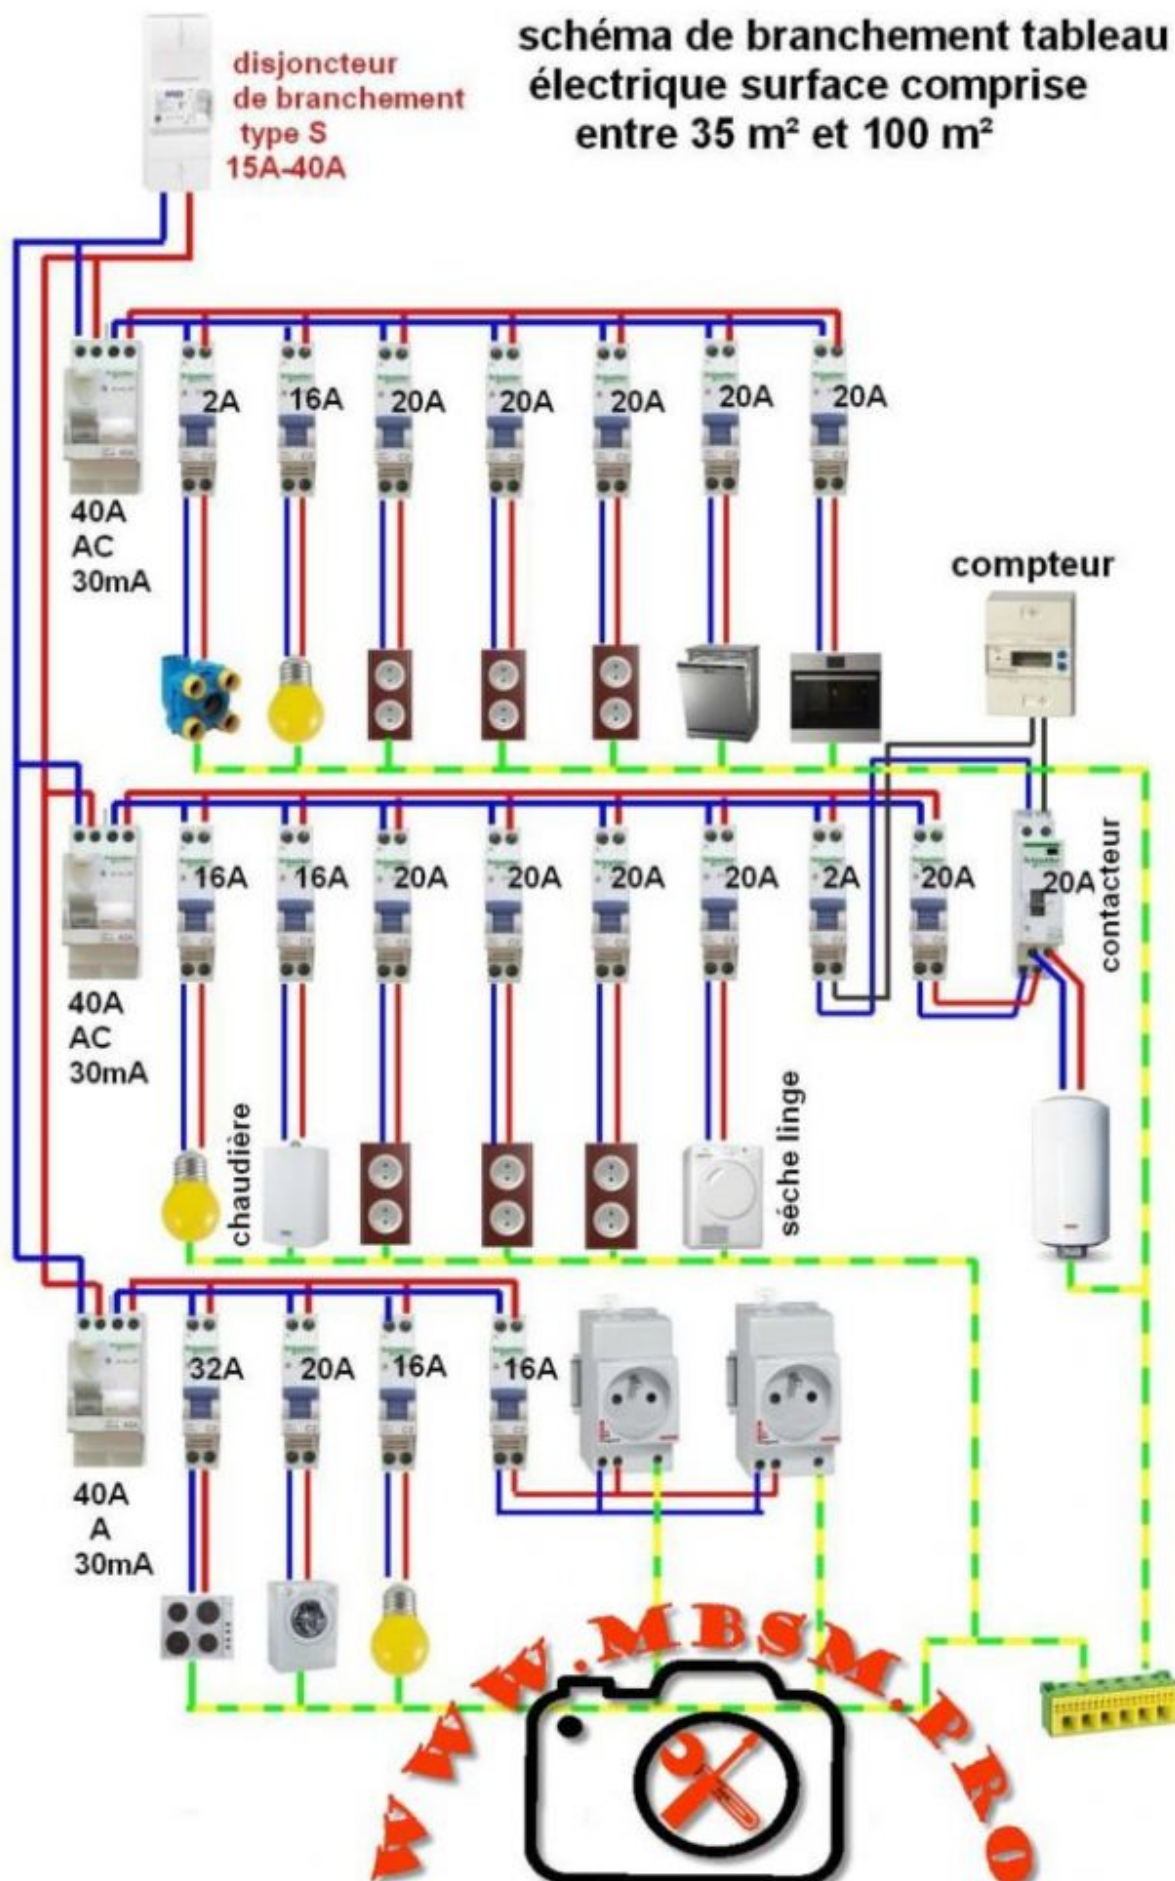 schéma de branchement tableau
électrique surface comprise
entre 35 m² et 100 m²
disjoncteur
de branchement
type S
15A-40A
2A
16A
20A
20A
20A
20A
20A
40A
AC
30mA
compteur
16A
16A
20A
20A
20A
20A
2A
20A
20A
contacteur
40A
AC
30mA
chaudière
séche linge
32A
20A
16A
16A
40A
A
30mA
WWW.MBSM.PRO